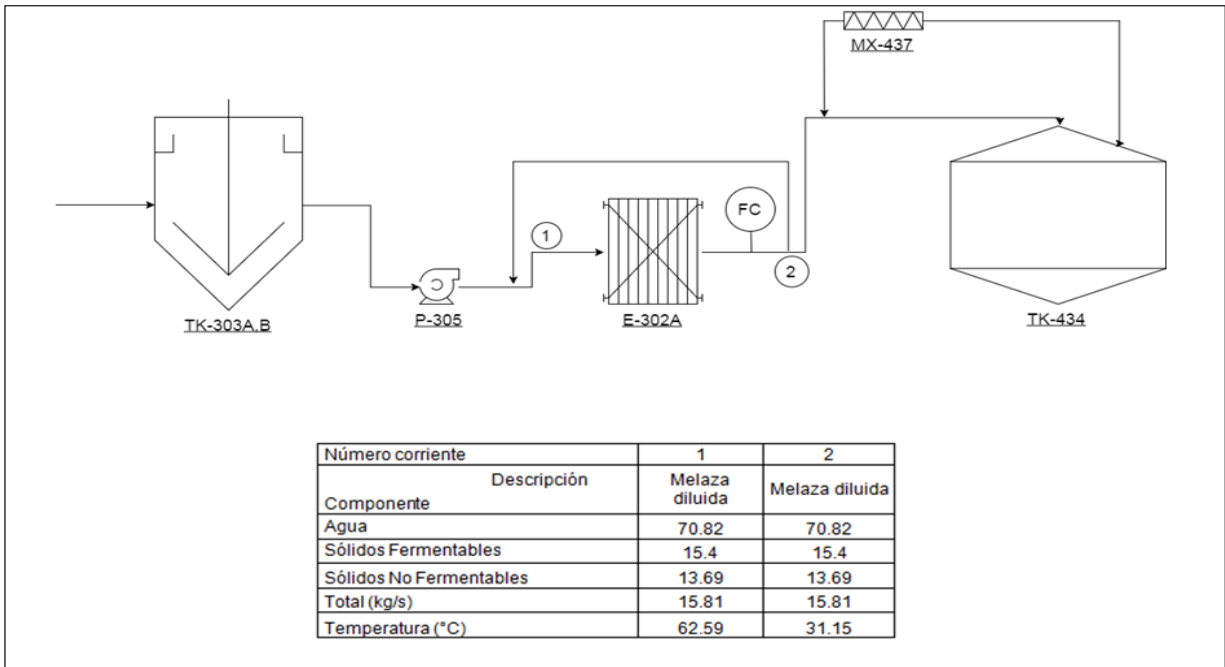 MX-437
FC
1
2
TK-303A,B
P-305
E-302A
TK-434
Número corriente 1 2
Descripción
Componente
Melaza diluida
Melaza diluida
Agua 70.82 70.82
Sólidos Fermentables 15.4 15.4
Sólidos No Fermentables 13.69 13.69
Total (kg/s) 15.81 15.81
Temperatura (°C) 62.59 31.15